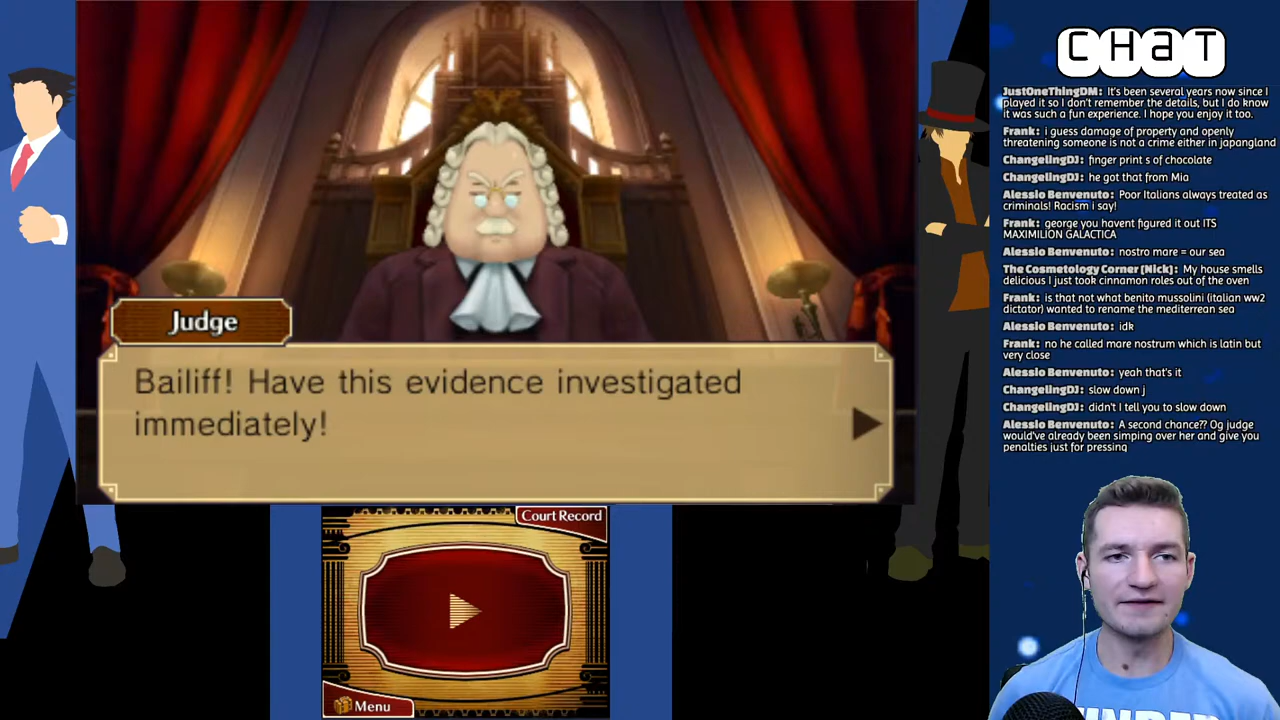 CHaT
JustOneThingDM: It's been several years now since I
played it so I don't remember the details, but I do know
it was such a fun experience. I hope you enjoy it too.
Frank: i guess damage of property and openly
threatening someone is not a crime either in japangland
ChangelingDJ: finger print s of chocolate
ChangelingDJ: he got that from Mia
Alessio Benvenuto: Poor Italians always treated as
criminals! Racism i say!
Frank: george you havent figured it out ITS
MAXIMILION GALACTICA
Alessio Benvenuto: nostro mare = our sea
The Cosmetology Corner (Nick): My house smells
delicious I just took cinnamon roles out of the oven
Frank: is that not what benito mussolini (italian ww2
dictator) wanted to rename the mediterrean sea
Alessio Benvenuto: idk
Frank: no he called mare nostrum which is latin but
very close
Alessio Benvenuto: yeah that's it
ChangelingDJ: slow down j
ChangelingDJ: didn't I tell you to slow down
Alessio Benvenuto: A second chance?? Og judge
would've already been simping over her and give you
penalties just for pressing
Judge
Bailiff! Have this evidence investigated
immediately!
Court Record
Menu